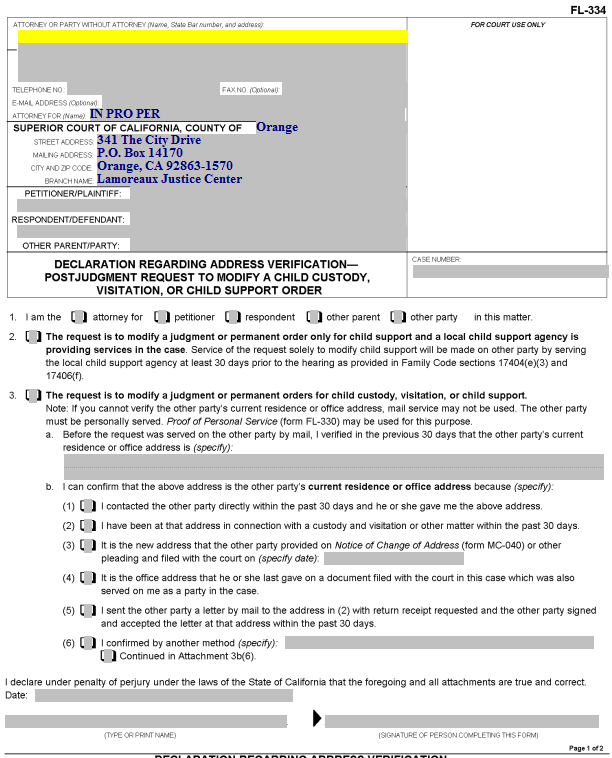 FL-334
ATTORNEY OR PARTY WITHOUT ATTORNEY (Name, State Bar number, and address):
FOR COURT USE ONLY
TELEPHONE NO.:
FAX NO. (Optional):
E-MAIL ADDRESS (Optional):
ATTORNEY FOR (Name): IN PRO PER
SUPERIOR COURT OF CALIFORNIA, COUNTY OF Orange
STREET ADDRESS: 341 The City Drive
MAILING ADDRESS: P.O. Box 14170
CITY AND ZIP CODE: Orange, CA 92863-1570
BRANCH NAME: Lamoreaux Justice Center
PETITIONER/PLAINTIFF:
RESPONDENT/DEFENDANT:
OTHER PARENT/PARTY:
DECLARATION REGARDING ADDRESS VERIFICATION—
POSTJUDGMENT REQUEST TO MODIFY A CHILD CUSTODY,
VISITATION, OR CHILD SUPPORT ORDER
CASE NUMBER:
1. I am the attorney for petitioner respondent other parent other party in this matter.
2. The request is to modify a judgment or permanent order only for child support and a local child support agency is
providing services in the case. Service of the request solely to modify child support will be made on other party by serving
the local child support agency at least 30 days prior to the hearing as provided in Family Code sections 17404(e)(3) and
17406(f).
3. The request is to modify a judgment or permanent orders for child custody, visitation, or child support.
Note: If you cannot verify the other party's current residence or office address, mail service may not be used. The other party
must be personally served. Proof of Personal Service (form FL-330) may be used for this purpose.
a. Before the request was served on the other party by mail, I verified in the previous 30 days that the other party's current
residence or office address is (specify):
b. I can confirm that the above address is the other party's current residence or office address because (specify):
(1) I contacted the other party directly within the past 30 days and he or she gave me the above address.
(2) I have been at that address in connection with a custody and visitation or other matter within the past 30 days.
(3) It is the new address that the other party provided on Notice of Change of Address (form MC-040) or other
pleading and filed with the court on (specify date):
(4) It is the office address that he or she last gave on a document filed with the court in this case which was also
served on me as a party in the case.
(5) I sent the other party a letter by mail to the address in (2) with return receipt requested and the other party signed
and accepted the letter at that address within the past 30 days.
(6) I confirmed by another method (specify):
Continued in Attachment 3b(6).
I declare under penalty of perjury under the laws of the State of California that the foregoing and all attachments are true and correct.
Date:
(TYPE OR PRINT NAME)
(SIGNATURE OF PERSON COMPLETING THIS FORM)
Page 1 of 2
DECLARATION REGARDING ADDRESS VERIFICATION—